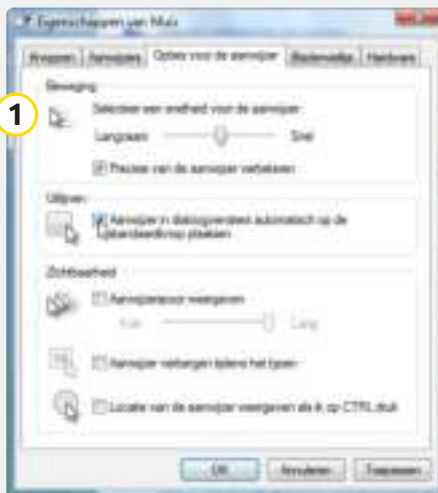 Eigenschappen van Muis
Knoppen Aanwijzers Opties voor de aanwijzer Bladerwieltje Hardware
Beweging
1
Selecteer een snelheid voor de aanwijzer:
Langzaam Snel
Precisie van de aanwijzer verbeteren
Uitlijnen
Aanwijzer in dialoogvensters automatisch op de
standaardknop plaatsen
Zichtbaarheid
Aanwijzerspoor weergeven
Kort Lang
Aanwijzer verbergen tijdens het typen
Locatie van de aanwijzer weergeven als ik op CTRL druk
OK Annuleren Toepassen